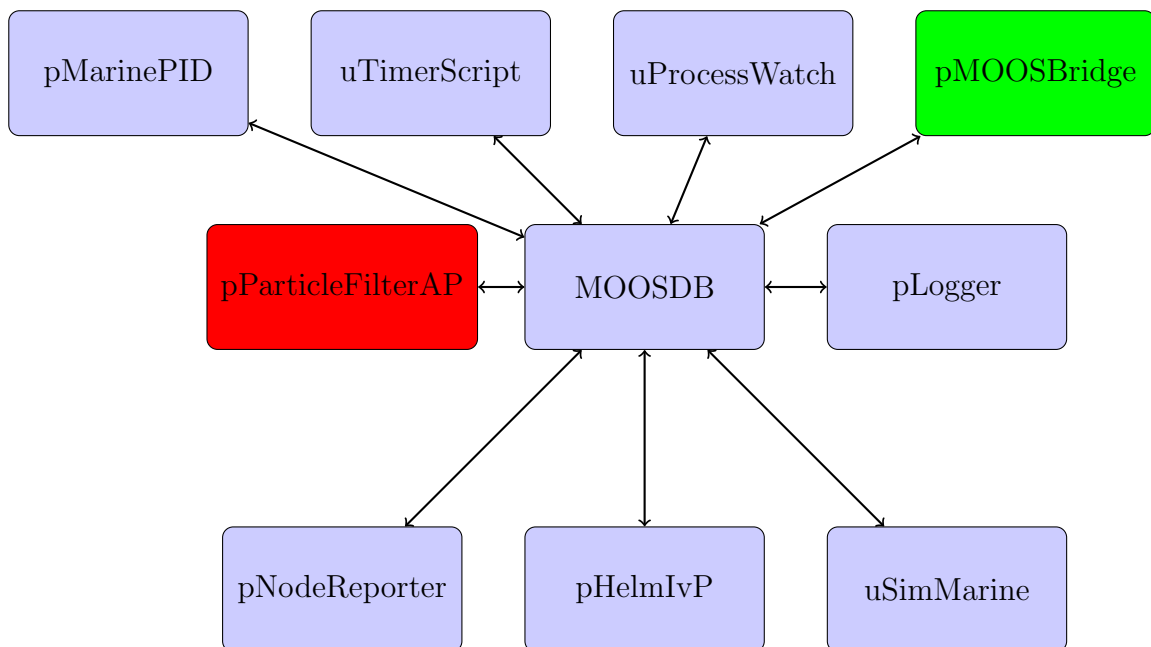 pMarinePID
uTimerScript
uProcessWatch
pMOOSBridge
pParticleFilterAP
MOOSDB
pLogger
pNodeReporter
pHelmIvP
uSimMarine